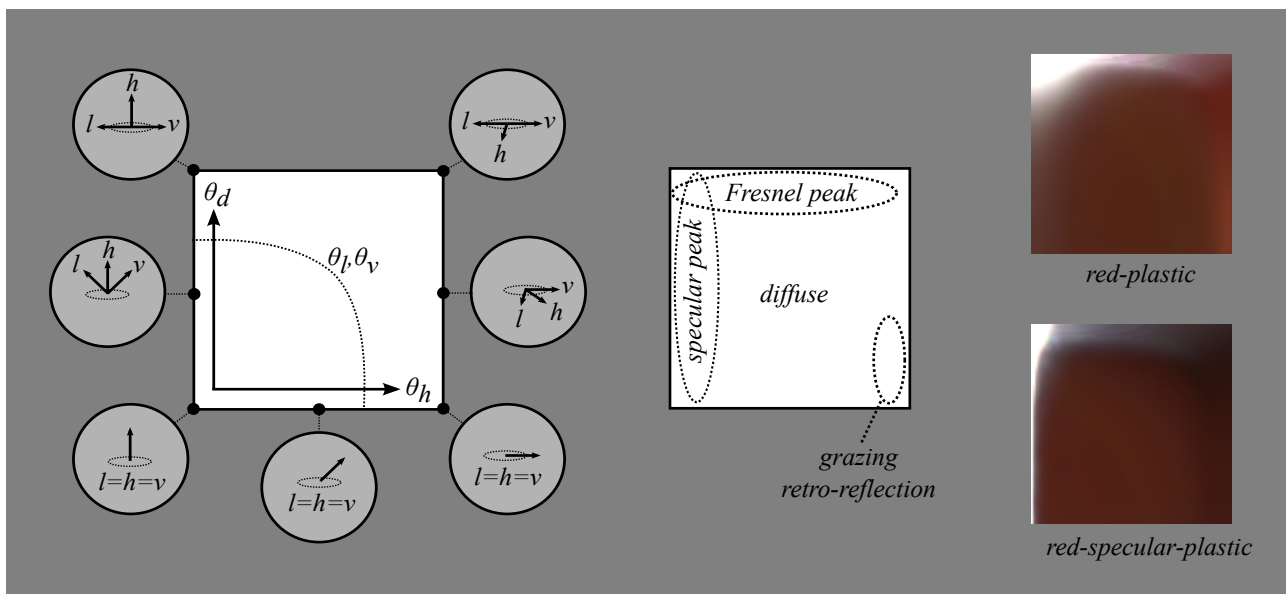 h
l v
l v
h
θd
θl,θv
h
l v
v
l h
θh
l=h=v
l=h=v
l=h=v
Fresnel peak
specular peak
diffuse
grazing
retro-reflection
red-plastic
red-specular-plastic